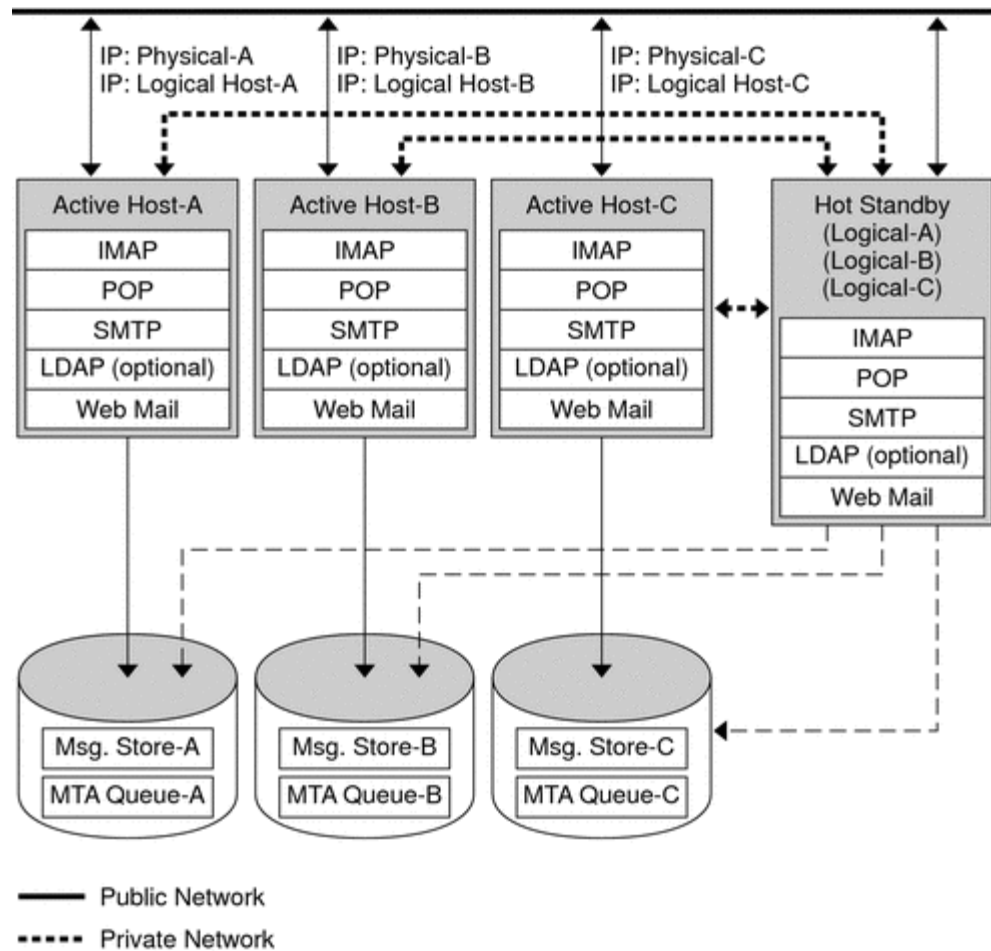 IP: Physical-A
IP: Logical Host-A
IP: Physical-B
IP: Logical Host-B
IP: Physical-C
IP: Logical Host-C
Active Host-A
IMAP
POP
SMTP
LDAP (optional)
Web Mail
Active Host-B
IMAP
POP
SMTP
LDAP (optional)
Web Mail
Active Host-C
IMAP
POP
SMTP
LDAP (optional)
Web Mail
Hot Standby
(Logical-A)
(Logical-B)
(Logical-C)
IMAP
POP
SMTP
LDAP (optional)
Web Mail
Msg. Store-A
MTA Queue-A
Msg. Store-B
MTA Queue-B
Msg. Store-C
MTA Queue-C
Public Network
Private Network